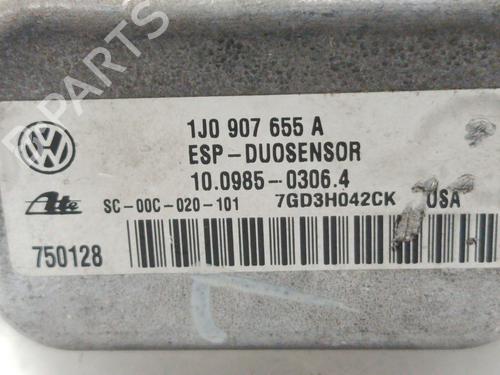 PARTS
1J0 907 655 A
ESP-DUOSENSOR
10.0985-0306.4
Ate SC-00C-020-101 7GD3H042CK USA
750128